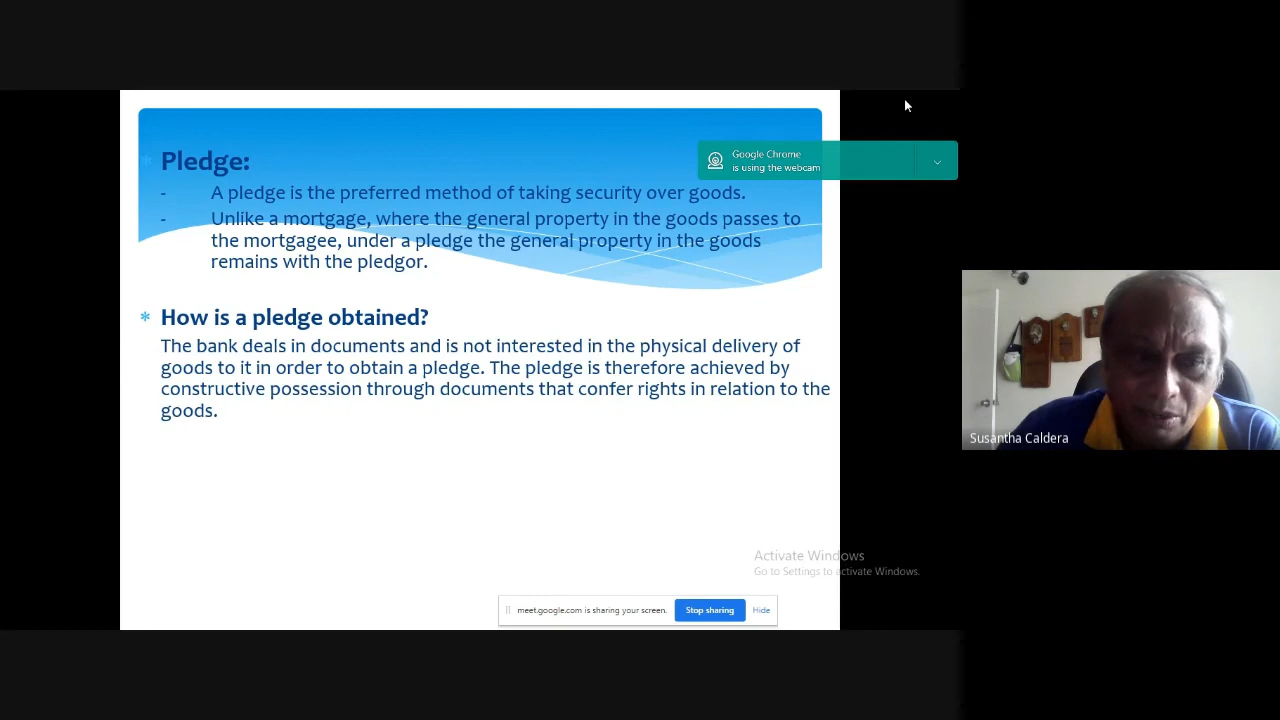 * Pledge:
- A pledge is the preferred method of taking security over goods.
- Unlike a mortgage, where the general property in the goods passes to
the mortgagee, under a pledge the general property in the goods
remains with the pledgor.
* How is a pledge obtained?
The bank deals in documents and is not interested in the physical delivery of
goods to it in order to obtain a pledge. The pledge is therefore achieved by
constructive possession through documents that confer rights in relation to the
goods.
Google Chrome
is using the webcam
Susantha Caldera
Activate Windows
Go to Settings to activate Windows.
meet.google.com is sharing your screen.
Stop sharing
Hide